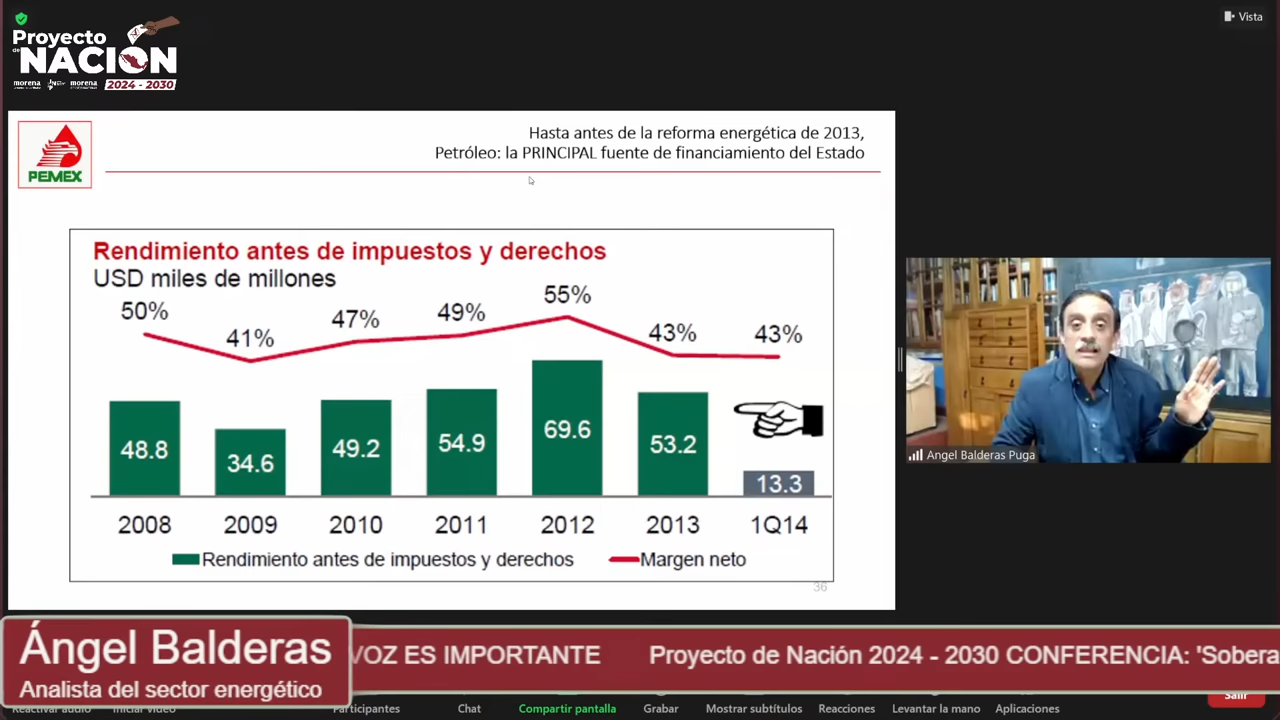 Proyecto
de
NACIÓN
morena
morena
2024 - 2030
Vista
PEMEX
Hasta antes de la reforma energética de 2013,
Petróleo: la PRINCIPAL fuente de financiamiento del Estado
Rendimiento antes de impuestos y derechos
USD miles de millones
50% 41% 47% 49% 55% 43% 43%
48.8 34.6 49.2 54.9 69.6 53.2 13.3
2008 2009 2010 2011 2012 2013 1Q14
Rendimiento antes de impuestos y derechos Margen neto
36
Angel Balderas Puga
Ángel Balderas
Analista del sector energético
VOZ ES IMPORTANTE Proyecto de Nación 2024 - 2030 CONFERENCIA: 'Sobera
Reactivar audio Iniciar video Participantes Chat Compartir pantalla Grabar Mostrar subtítulos Reacciones Levantar la mano Aplicaciones Salir